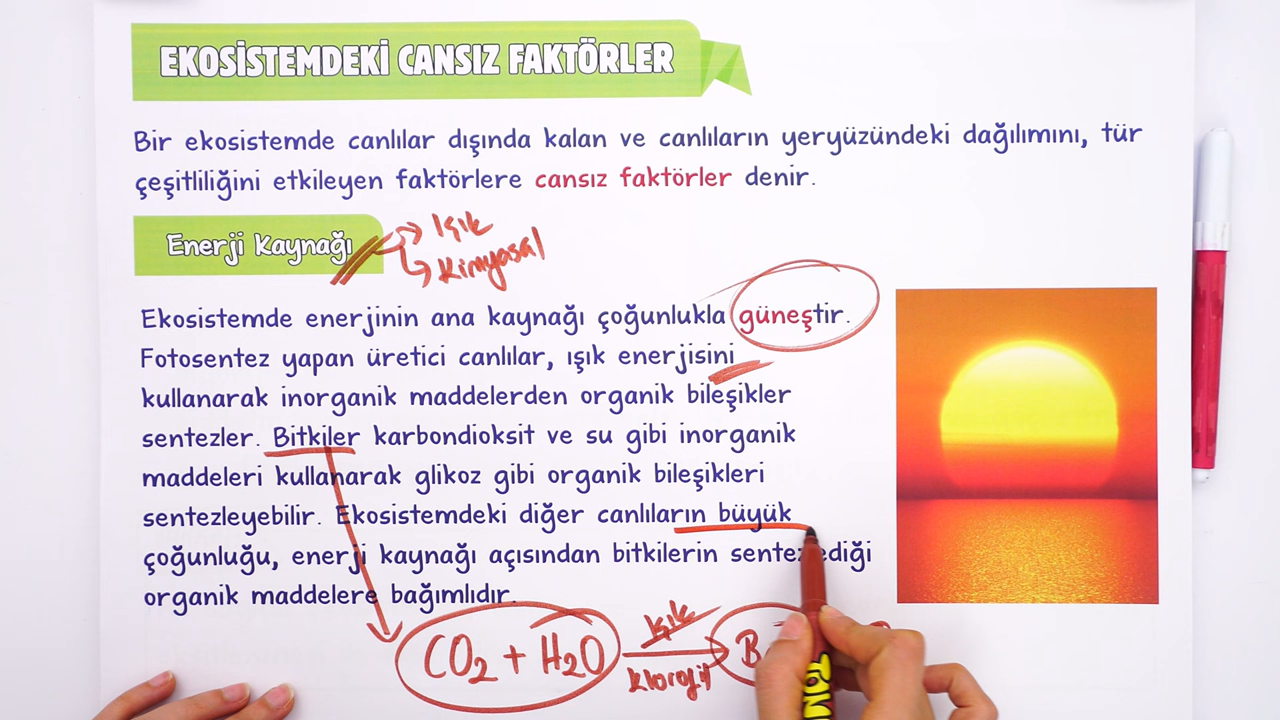 EKOSİSTEMDEKİ CANSIZ FAKTÖRLER
Bir ekosistemde canlılar dışında kalan ve canlıların yeryüzündeki dağılımını, tür
çeşitliliğini etkileyen faktörlere cansız faktörler denir.
Enerji Kaynağı
Işık
Kimyasal
Ekosistemde enerjinin ana kaynağı çoğunlukla güneştir.
Fotosentez yapan üretici canlılar, ışık enerjisini
kullanarak inorganik maddelerden organik bileşikler
sentezler. Bitkiler karbondioksit ve su gibi inorganik
maddeleri kullanarak glikoz gibi organik bileşikleri
sentezleyebilir. Ekosistemdeki diğer canlıların büyük
çoğunluğu, enerji kaynağı açısından bitkilerin sentezlediği
organik maddelere bağımlıdır.
CO2 + H2O
Işık
klorofil